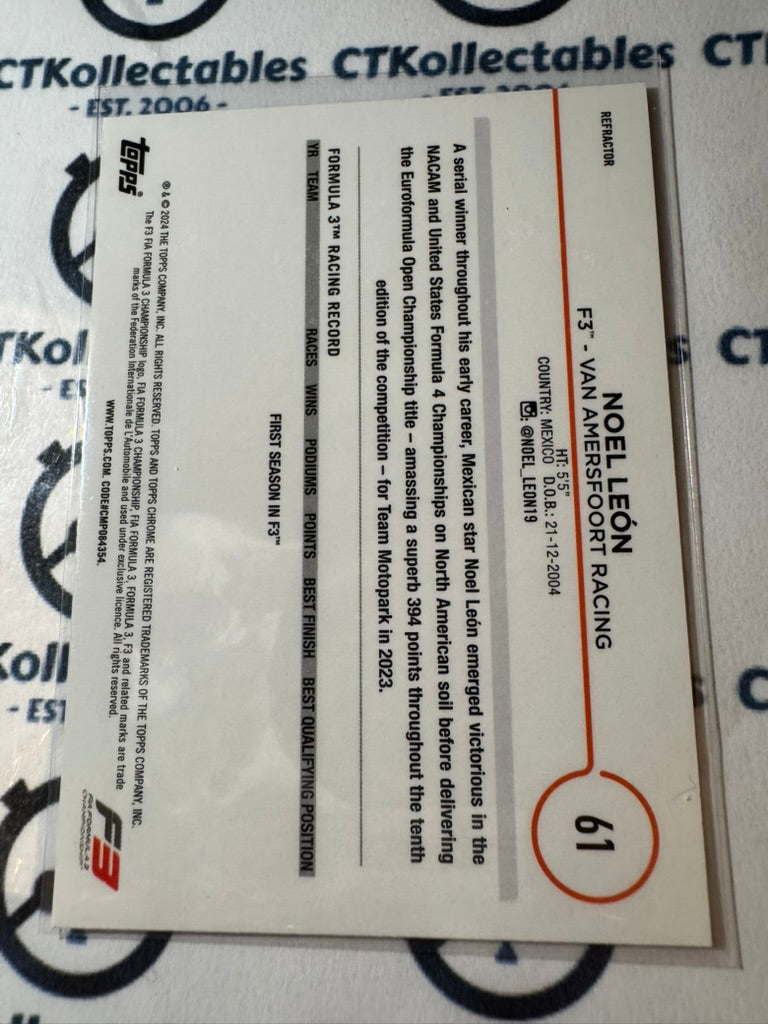 CTKollectables CTKollectables CT
- EST. 2006 -
REFRACTOR
NOEL LEÓN
F3™ - VAN AMERSFOORT RACING
HT: 5'5"
COUNTRY: MEXICO D.O.B.: 21-12-2004
: @NOEL_LEON19
61
A serial winner throughout his early career, Mexican star Noel León emerged victorious in the
NACAM and United States Formula 4 Championships on North American soil before delivering
the Euroformula Open Championship title – amassing a superb 394 points throughout the tenth
edition of the competition – for Team Motopark in 2023.
FORMULA 3™ RACING RECORD
YR TEAM RACES WINS PODIUMS POINTS BEST FINISH BEST QUALIFYING POSITION
FIRST SEASON IN F3™
topps®
® & © 2024 THE TOPPS COMPANY, INC. ALL RIGHTS RESERVED. TOPPS AND TOPPS CHROME ARE REGISTERED TRADEMARKS OF THE TOPPS COMPANY, INC.
The F3 FIA FORMULA 3 CHAMPIONSHIP logo, FIA FORMULA 3 CHAMPIONSHIP, FIA FORMULA 3, FORMULA 3, F3 and related marks are trade
marks of the Federation Internationale de L'Automobile and used under exclusive licence. All rights reserved.
WWW.TOPPS.COM. CODE#CMP084354.
F3
FIA FORMULA 3
CHAMPIONSHIP